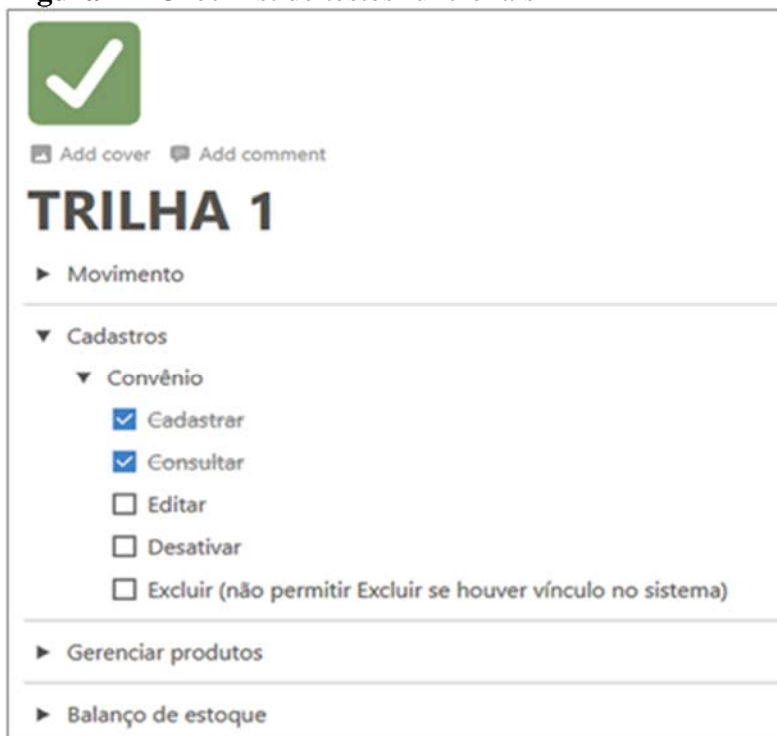 Add cover Add comment
TRILHA 1
Movimento
Cadastros
Convênio
Cadastrar
Consultar
Editar
Desativar
Excluir (não permitir Excluir se houver vínculo no sistema)
Gerenciar produtos
Balanço de estoque